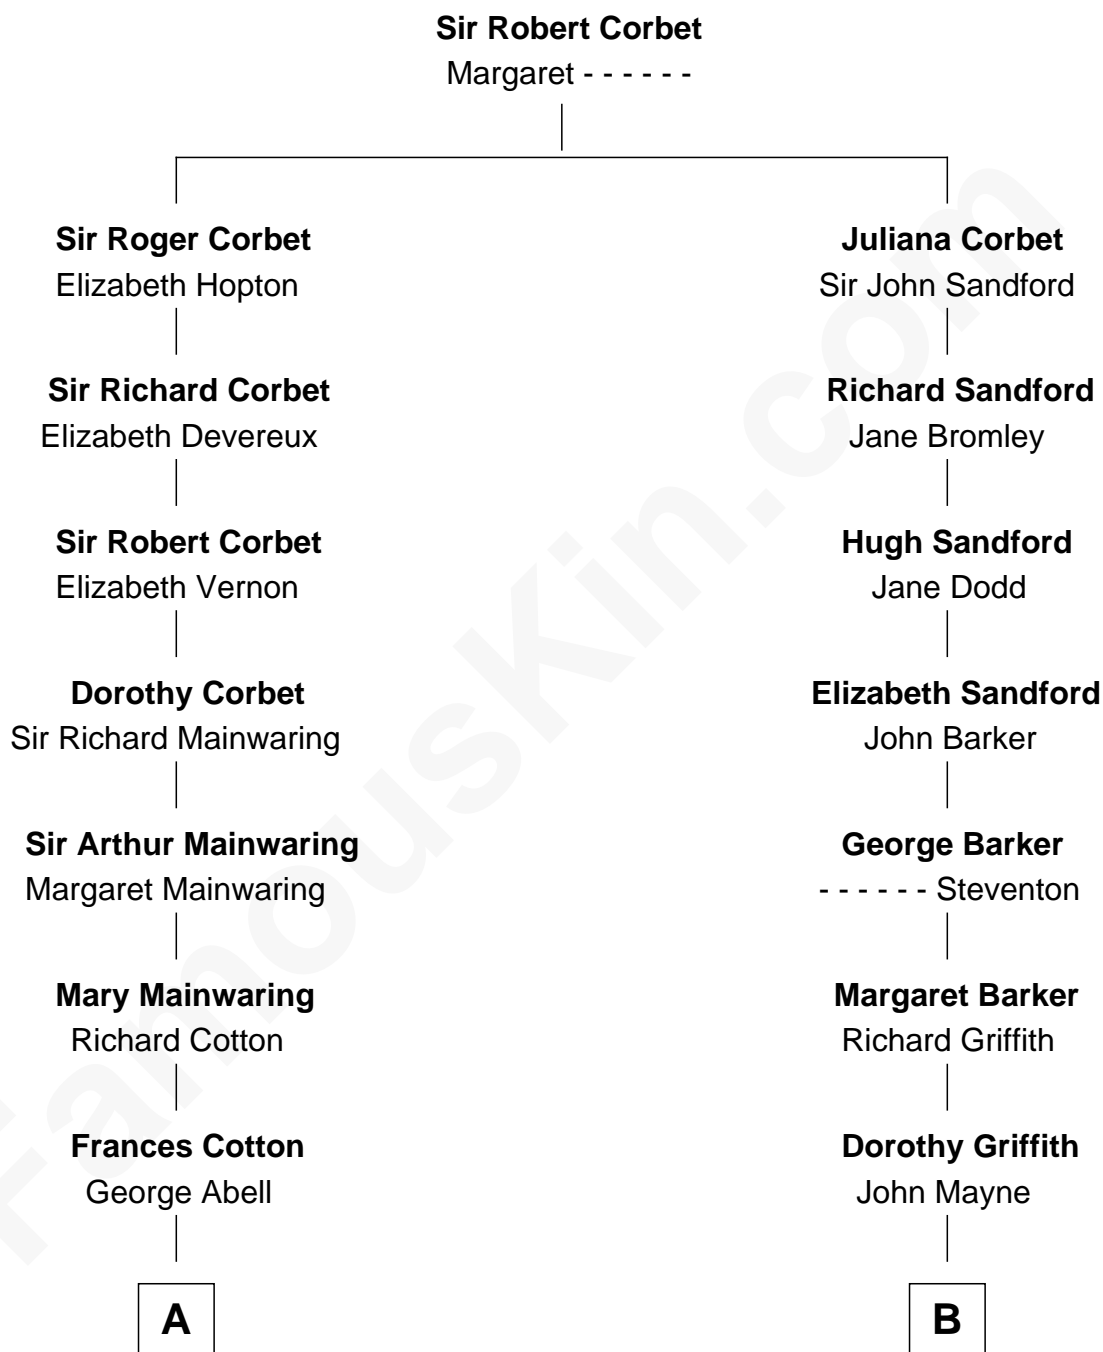 Sir Robert Corbet
Margaret - - - - - -
Sir Roger Corbet
Elizabeth Hopton
Juliana Corbet
Sir John Sandford
Sir Richard Corbet
Elizabeth Devereux
Richard Sandford
Jane Bromley
Sir Robert Corbet
Elizabeth Vernon
Hugh Sandford
Jane Dodd
Dorothy Corbet
Sir Richard Mainwaring
Elizabeth Sandford
John Barker
Sir Arthur Mainwaring
Margaret Mainwaring
George Barker
- - - - - - Steventon
Mary Mainwaring
Richard Cotton
Margaret Barker
Richard Griffith
Frances Cotton
George Abell
Dorothy Griffith
John Mayne
A
B
FamousKin.com